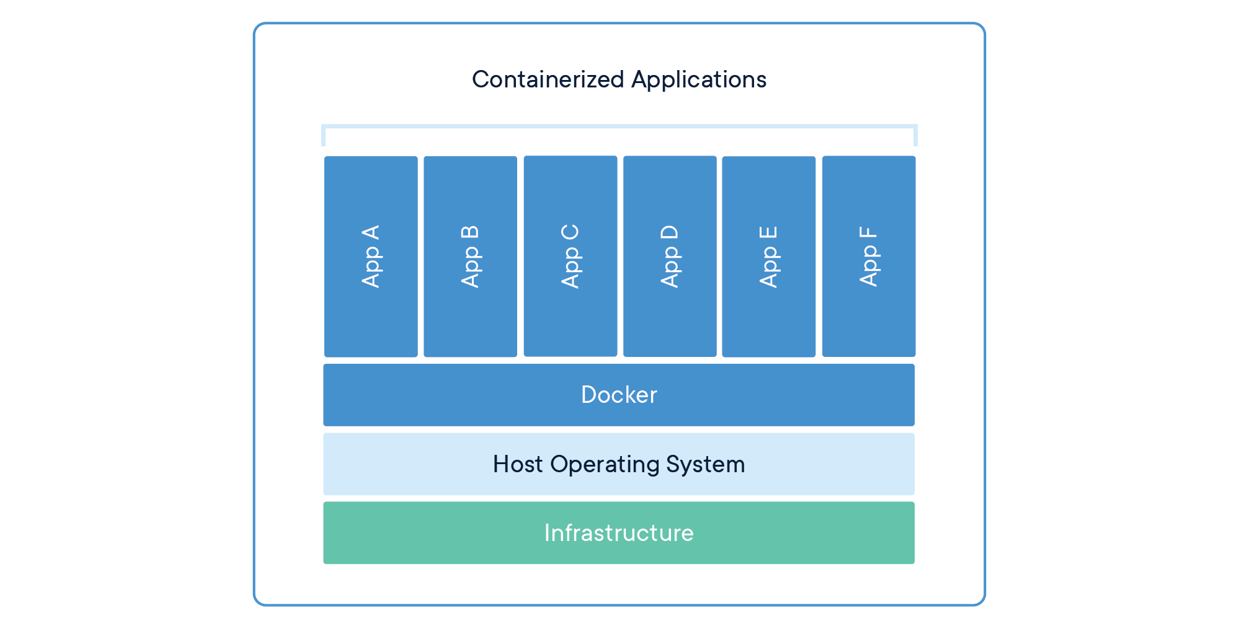 Containerized Applications
App A
App B
App C
App D
App E
App F
Docker
Host Operating System
Infrastructure